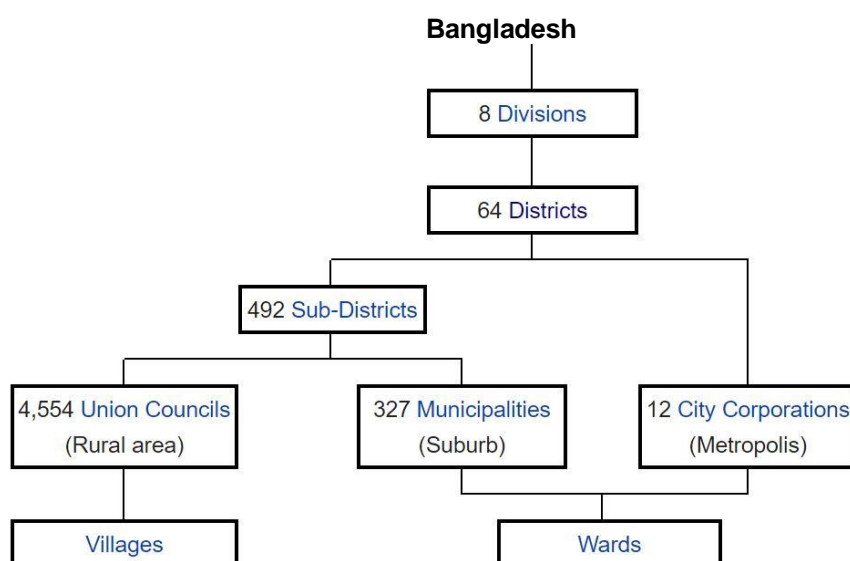 Bangladesh
8 Divisions
64 Districts
492 Sub-Districts
4,554 Union Councils
(Rural area)
327 Municipalities
(Suburb)
12 City Corporations
(Metropolis)
Villages
Wards